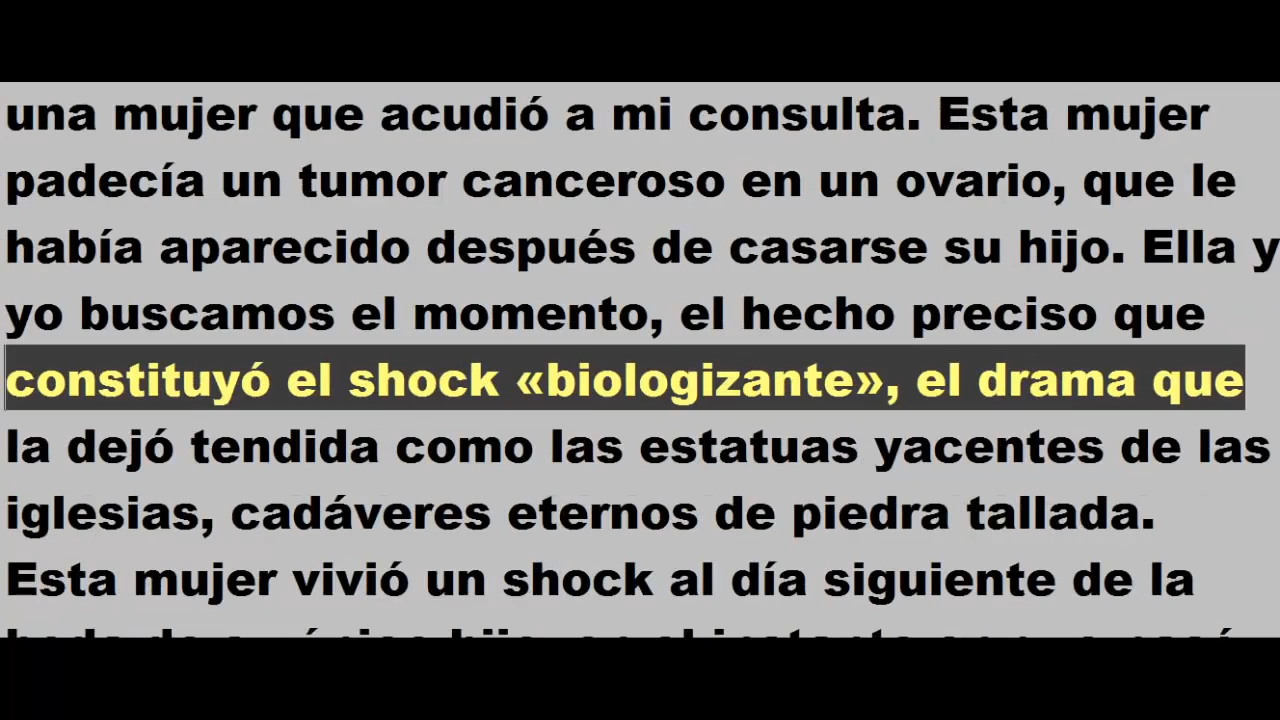 una mujer que acudió a mi consulta. Esta mujer
padecía un tumor canceroso en un ovario, que le
había aparecido después de casarse su hijo. Ella y
yo buscamos el momento, el hecho preciso que
constituyó el shock «biologizante», el drama que
la dejó tendida como las estatuas yacentes de las
iglesias, cadáveres eternos de piedra tallada.
Esta mujer vivió un shock al día siguiente de la